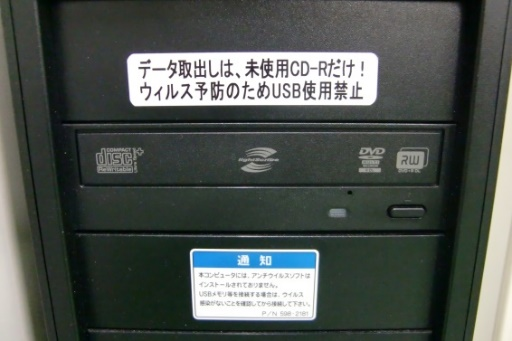 データ取出しは、未使用CD-Rだけ！
ウィルス予防のためUSB使用禁止
COMPACT
disc
ReWritable
lightScribe
DVD
RW
DVD+R DL
通知
本コンピュータには、アンチウイルスソフトは
インストールされておりません。
USBメモリ等を接続する場合は、ウイルス
感染がないことを確認してから接続して下さい。
P/N 598 2181